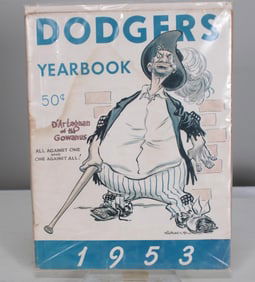 DODGERS
YEARBOOK
50¢
D'Artagnan
of the
Gowanus
ALL AGAINST ONE
ONE AGAINST ALL!
1953